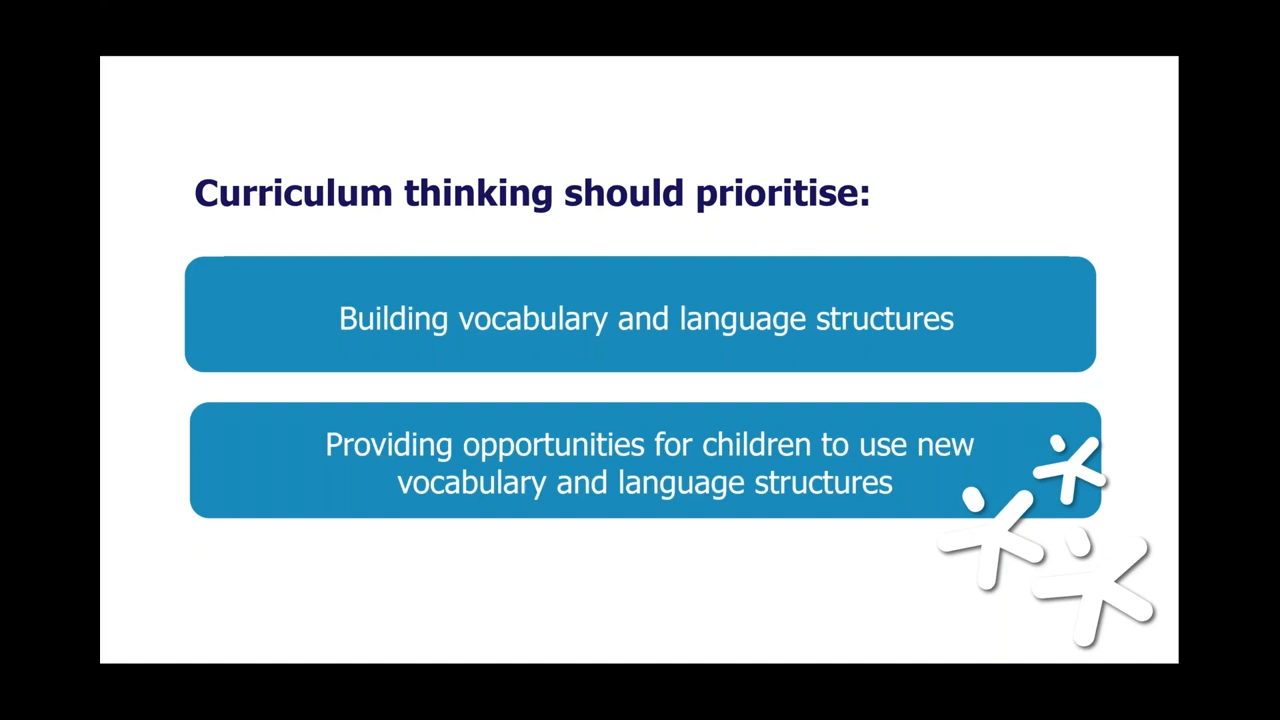 Curriculum thinking should prioritise:
Building vocabulary and language structures
Providing opportunities for children to use new
vocabulary and language structures